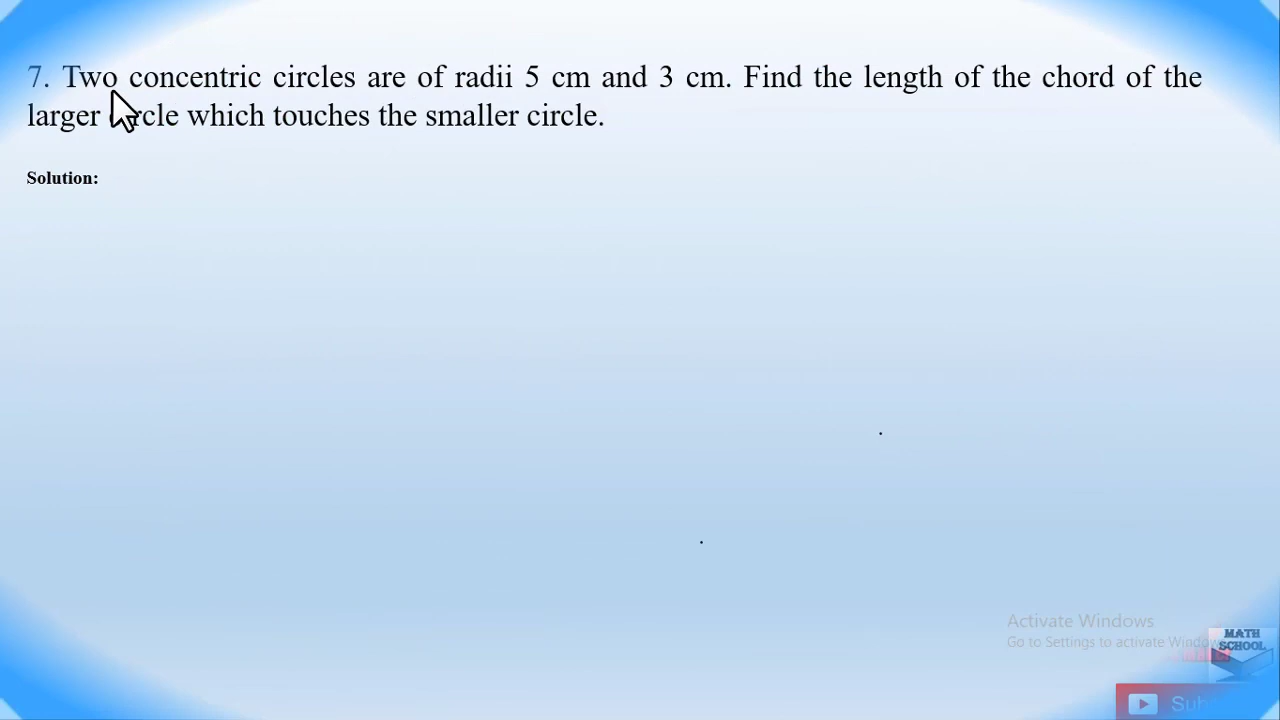 7. Two concentric circles are of radii 5 cm and 3 cm. Find the length of the chord of the
larger circle which touches the smaller circle.
Solution:
Activate Windows
Go to Settings to activate
MATH
SCHOOL